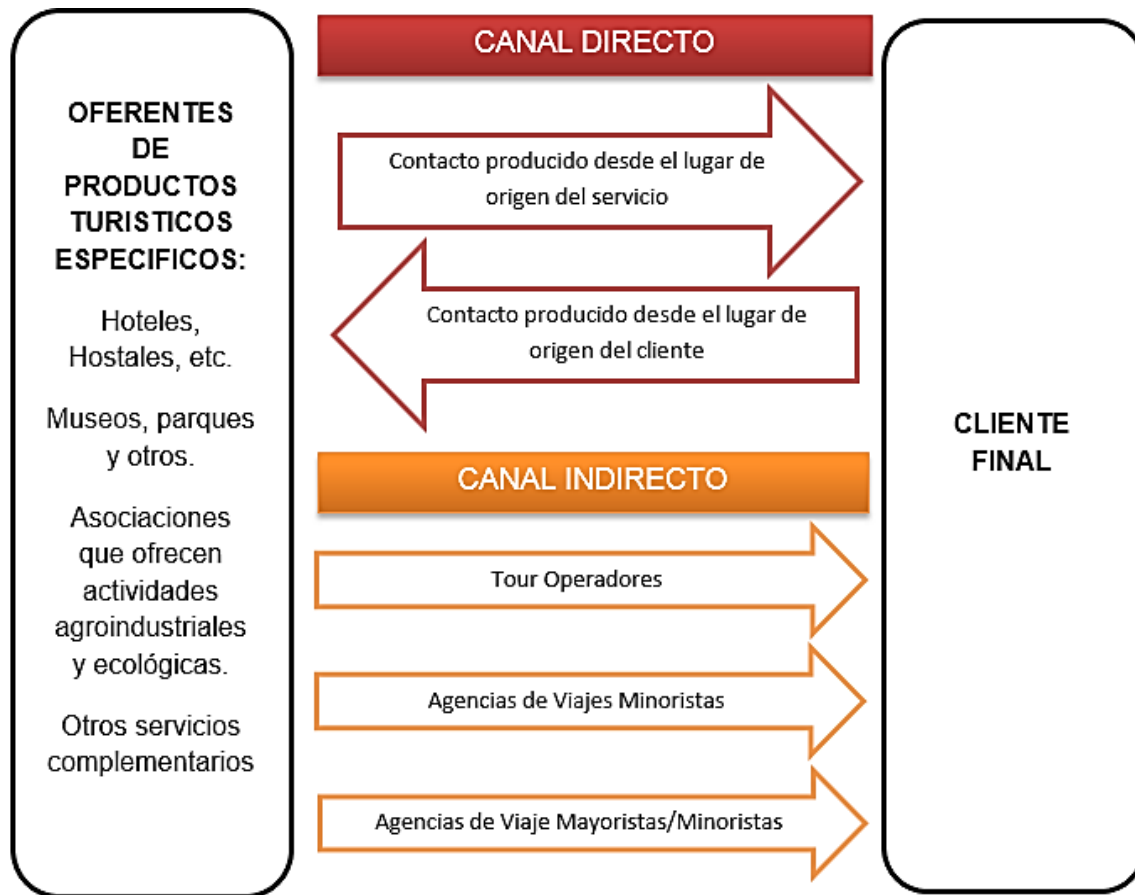 OFERENTES
DE
PRODUCTOS
TURISTICOS
ESPECIFICOS:
Hoteles,
Hostales, etc.
Museos, parques
y otros.
Asociaciones
que ofrecen
actividades
agroindustriales
y ecológicas.
Otros servicios
complementarios
CANAL DIRECTO
Contacto producido desde el lugar de
origen del servicio
Contacto producido desde el lugar de
origen del cliente
CANAL INDIRECTO
Tour Operadores
Agencias de Viajes Minoristas
Agencias de Viaje Mayoristas/Minoristas
CLIENTE
FINAL